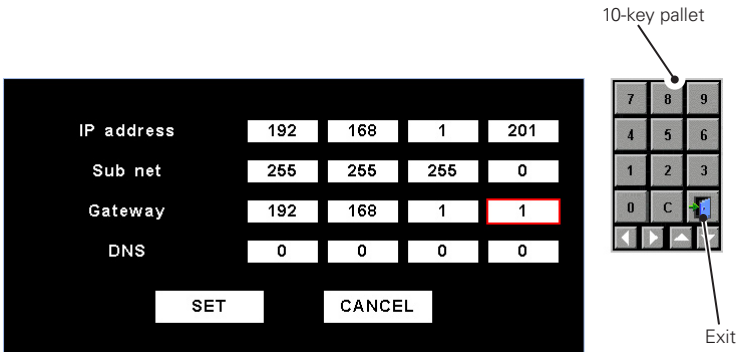 10-key pallet
IP address 192 168 1 201
Sub net 255 255 255 0
Gateway 192 168 1 1
DNS 0 0 0 0
SET CANCEL
7 8 9
4 5 6
1 2 3
0 C
Exit